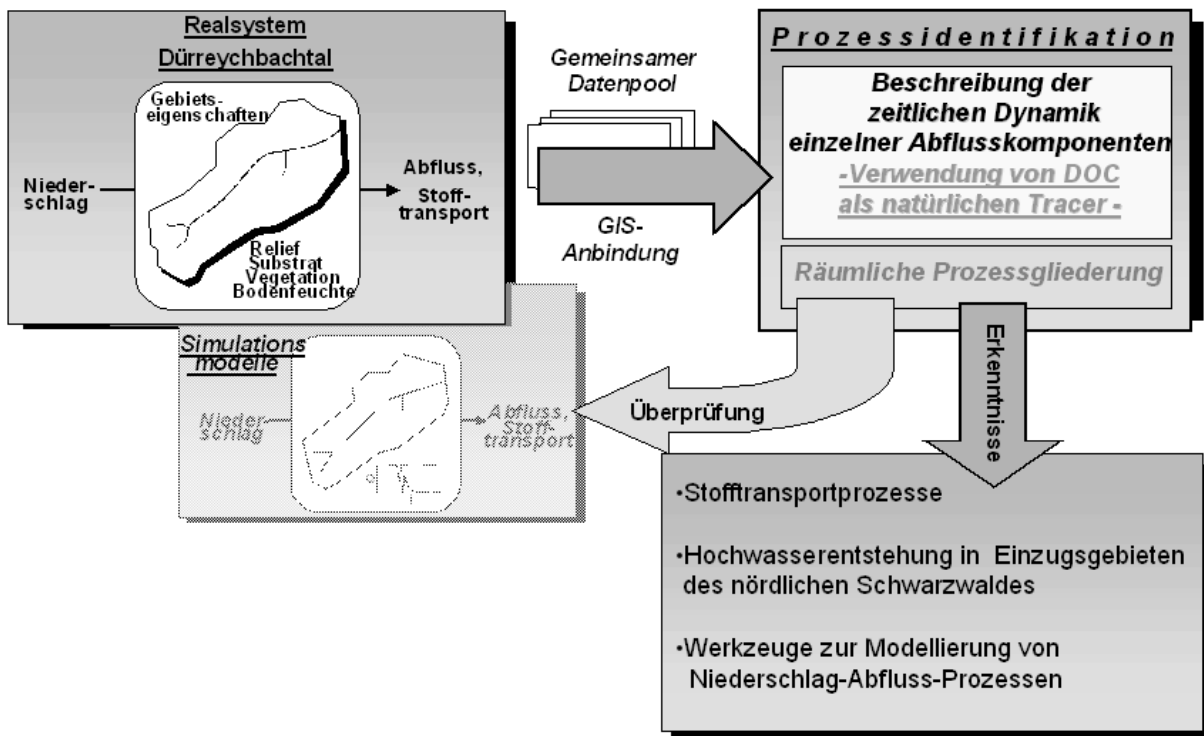 Realsystem
Dürreychbachtal
Gebiets-
eigenschaften
Nieder-
schlag
Abfluss,
Stoff-
transport
Relief
Substrat
Vegetation
Bodenfeuchte
Gemeinsamer
Datenpool
GIS-
Anbindung
Prozessidentifikation
Beschreibung der
zeitlichen Dynamik
einzelner Abflusskomponenten
-Verwendung von DOC
als natürlichen Tracer -
Räumliche Prozessgliederung
Simulations
modelle
Nieder
schlag
Abfluss,
Stoff-
transport
Überprüfung
Erkenntnisse
•Stofftransportprozesse
•Hochwasserentstehung in Einzugsgebieten
des nördlichen Schwarzwaldes
•Werkzeuge zur Modellierung von
Niederschlag-Abfluss-Prozessen